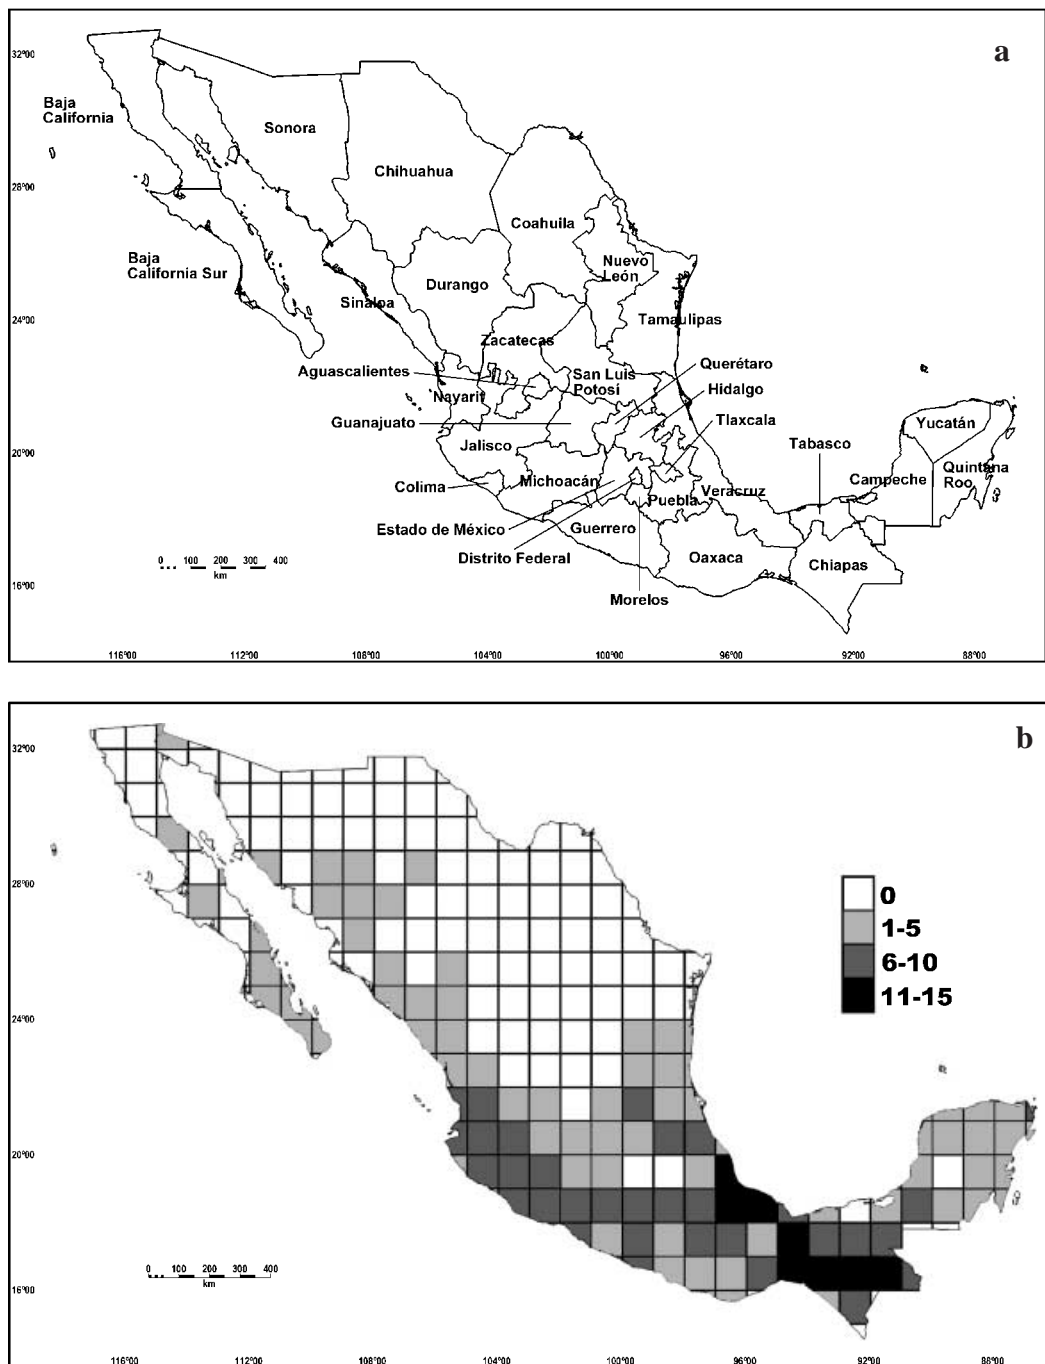 a
32°00
28°00
24°00
20°00
16°00
Baja
California
Sonora
Chihuahua
Coahuila
Baja
California Sur
Nuevo
León
Durango
Sinaloa
Tamaulipas
Zacatecas
Aguascalientes
San Luis
Potosí
Querétaro
Nayarit
Hidalgo
Guanajuato
Tlaxcala
Yucatán
Jalisco
Tabasco
Campeche
Quintana
Roo
Colima
Michoacán
Puebla
Veracruz
Estado de México
Guerrero
Distrito Federal
Oaxaca
Chiapas
Morelos
0 100 200 300 400
km
116°00 112°00 108°00 104°00 100°00 96°00 92°00 88°00
b
32°00
28°00
24°00
20°00
16°00
0
1-5
6-10
11-15
0 100 200 300 400
km
116°00 112°00 108°00 104°00 100°00 96°00 92°00 88°00